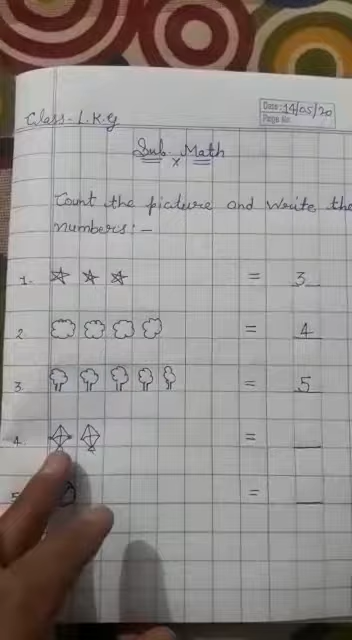 Date: 14/05/20
Page No.
Class - L.K.G
Sub. Math
x
Count the picture and write the
numbers:-
1. = 3
2. = 4
3. = 5
4. =
5. =